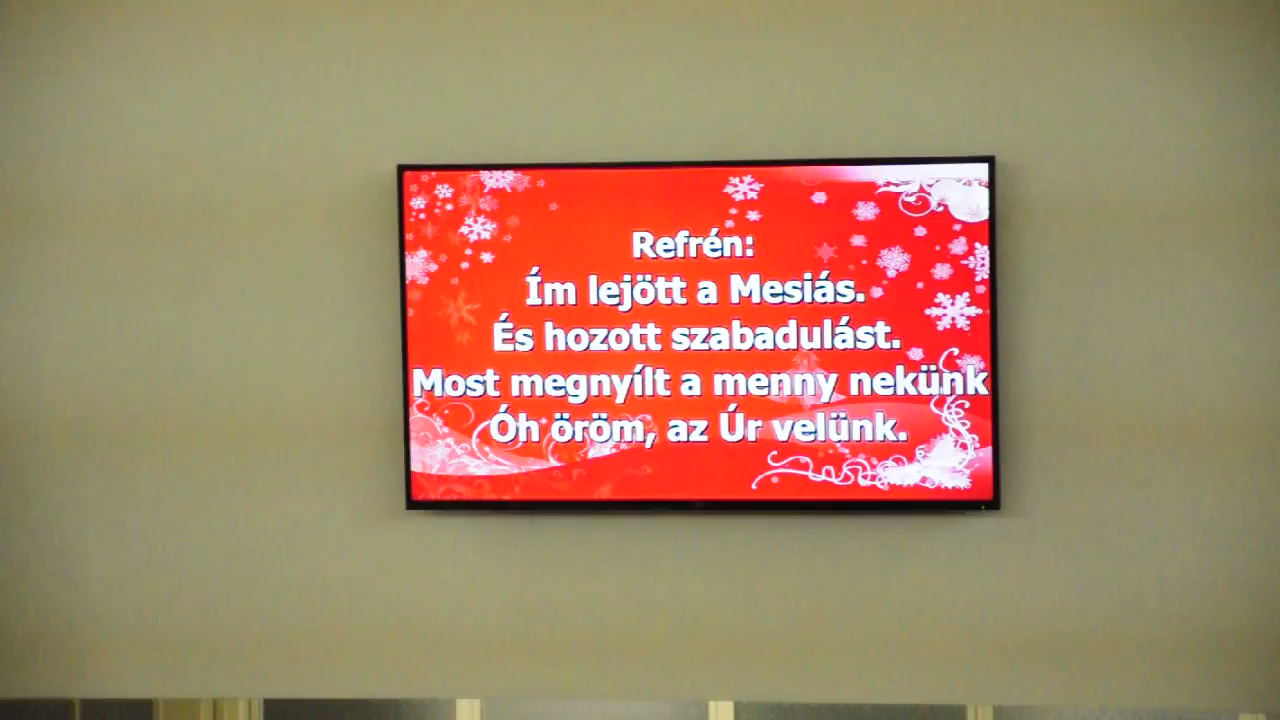 Refrén:
Ím lejött a Mesiás.
És hozott szabadulást.
Most megnyílt a menny nekünk
Óh öröm, az Úr velünk.